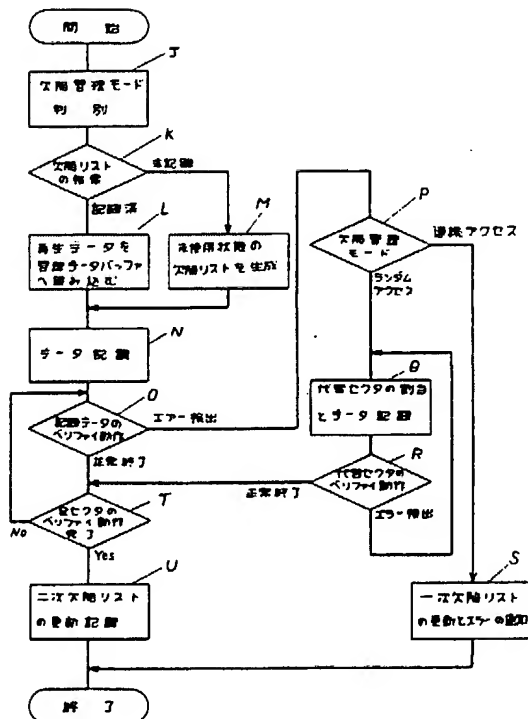 開始
J
欠陥管理モード
判別
K
欠陥リスト
の検索
未記録
記録済
L
再生データを
管理データバッファ
へ読み込む
M
未使用状態の
欠陥リストを生成
N
データ記録
O
記録データの
ベリファイ動作
エラー検出
正常終了
T
全セクタの
ベリファイ動作
完了
No
Yes
U
二次欠陥リスト
の更新記録
終了
P
欠陥管理
モード
連続アクセス
ランダム
アクセス
Q
代替セクタの割当
とデータ記録
R
代替セクタの
ベリファイ動作
正常終了
エラー検出
S
一次欠陥リスト
の更新とエラーの通知